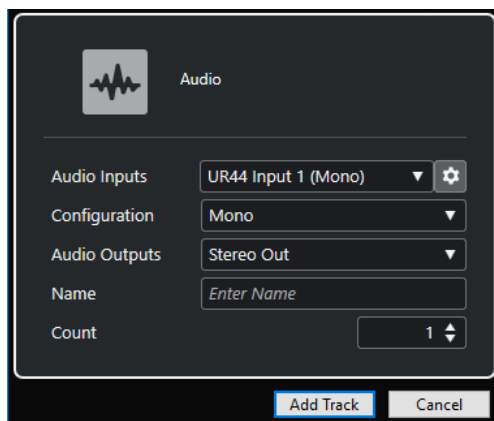 Audio
Audio Inputs UR44 Input 1 (Mono)
Configuration Mono
Audio Outputs Stereo Out
Name Enter Name
Count 1
Add Track Cancel